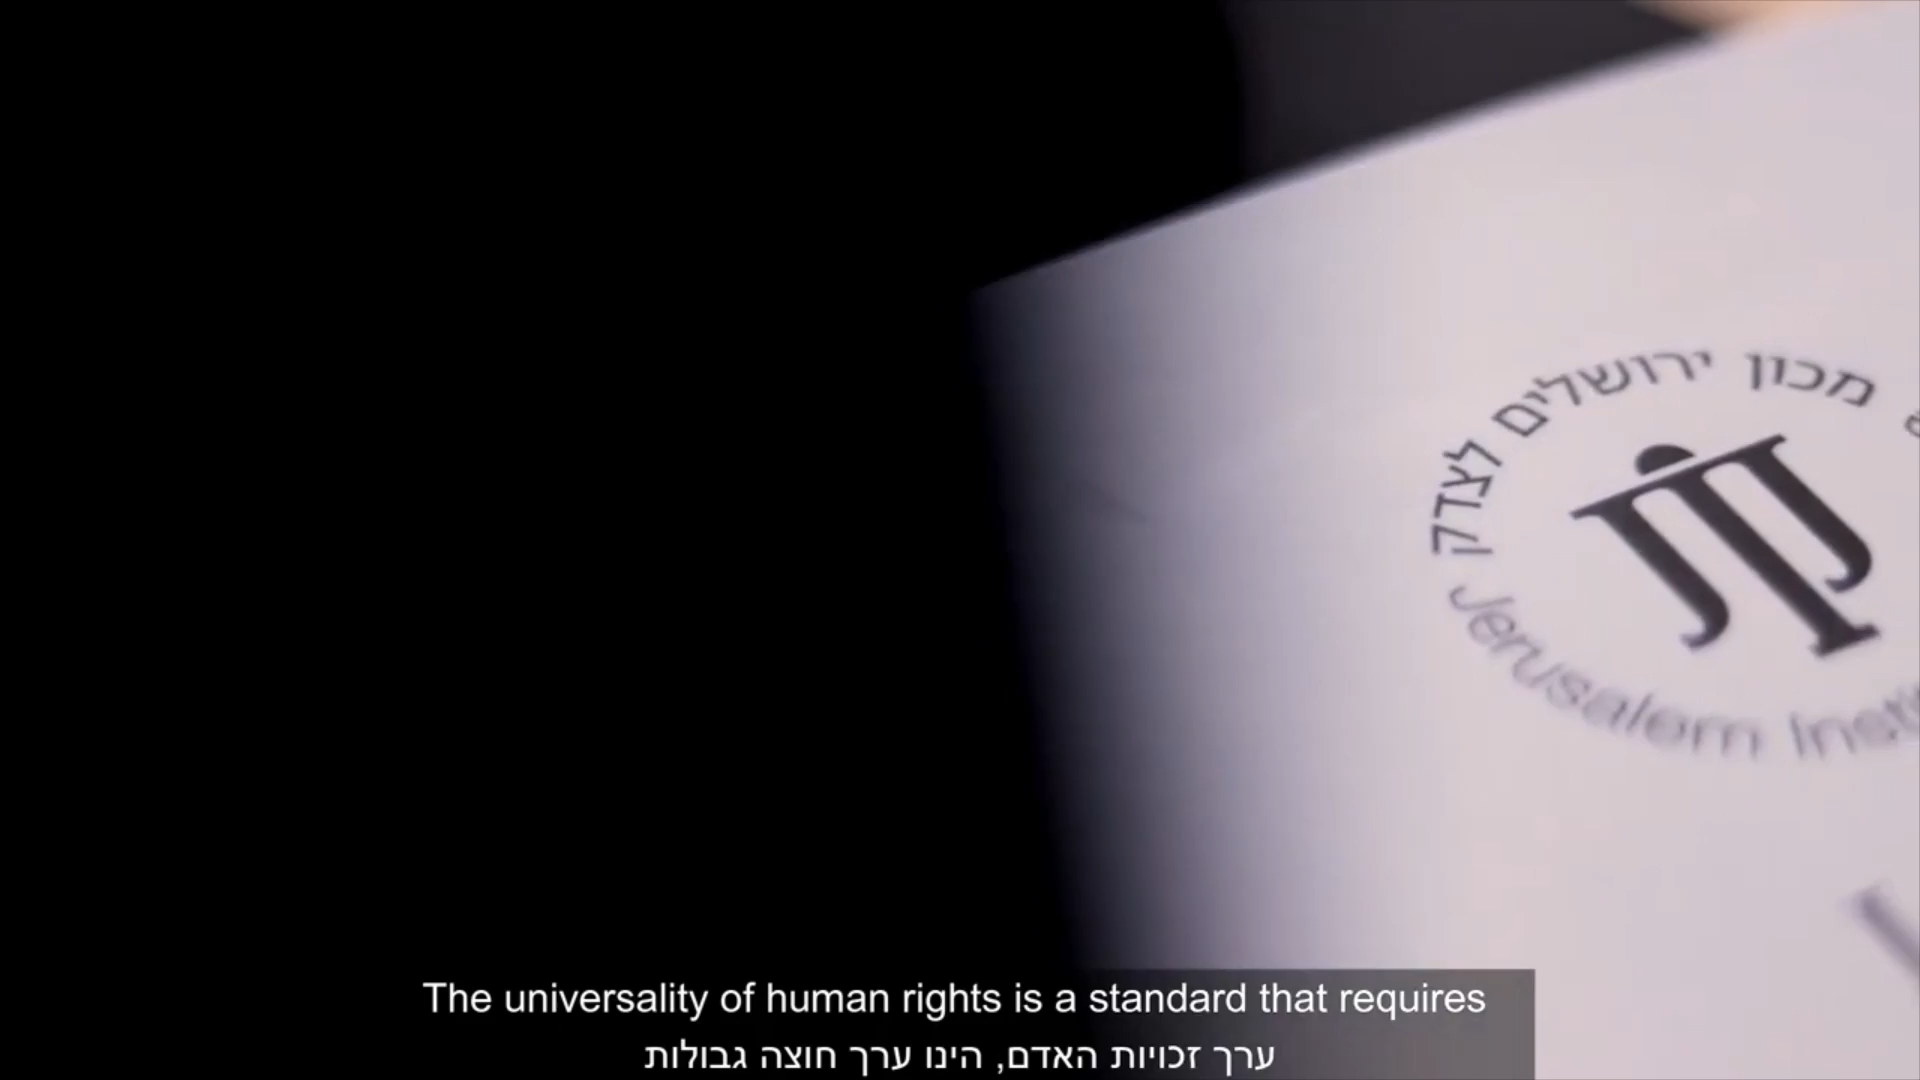 מכון ירושלים לצדק
Jerusalem
The universality of human rights is a standard that requires
ערך זכויות האדם, הינו ערך חוצה גבולות